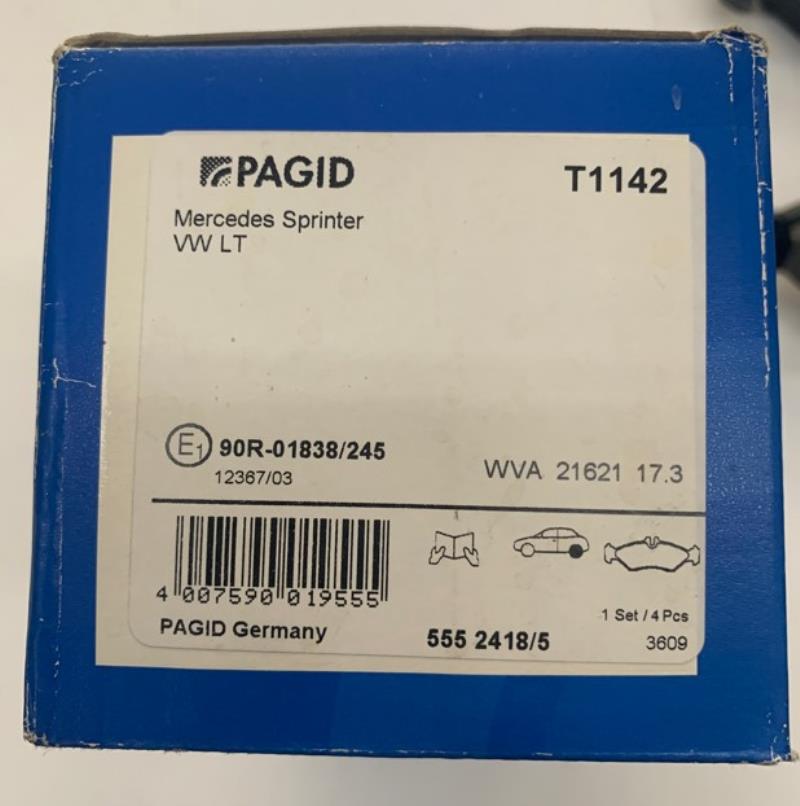 PAGID
T1142
Mercedes Sprinter
VW LT
E1 90R-01838/245
12367/03
WVA 21621 17.3
4 007590 019555
PAGID Germany
555 2418/5
1 Set / 4 Pcs
3609